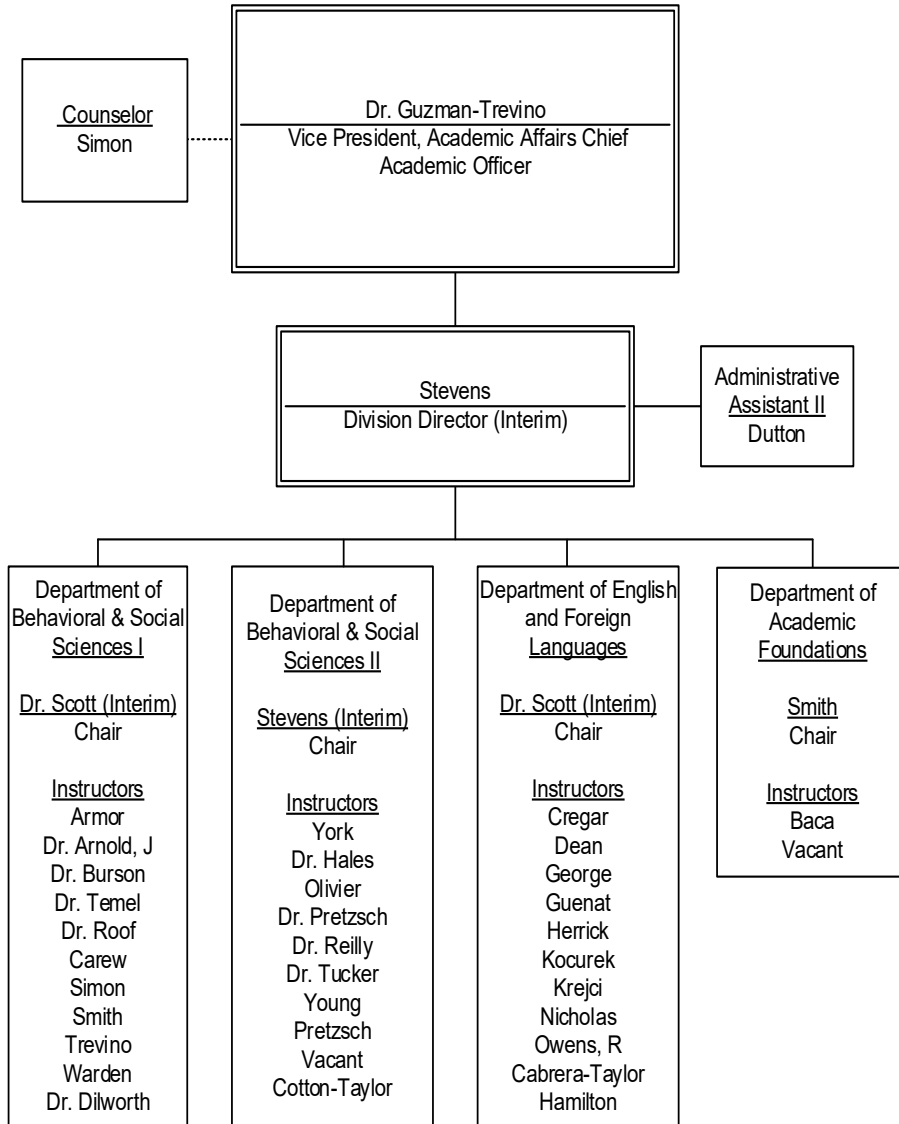 Counselor
Simon
Dr. Guzman-Trevino
Vice President, Academic Affairs Chief
Academic Officer
Stevens
Division Director (Interim)
Administrative
Assistant II
Dutton
Department of
Behavioral & Social
Sciences I
Dr. Scott (Interim)
Chair
Instructors
Armor
Dr. Arnold, J
Dr. Burson
Dr. Temel
Dr. Roof
Carew
Simon
Smith
Trevino
Warden
Dr. Dilworth
Department of
Behavioral & Social
Sciences II
Stevens (Interim)
Chair
Instructors
York
Dr. Hales
Olivier
Dr. Pretzsch
Dr. Reilly
Dr. Tucker
Young
Pretzsch
Vacant
Cotton-Taylor
Department of English
and Foreign
Languages
Dr. Scott (Interim)
Chair
Instructors
Cregar
Dean
George
Guenat
Herrick
Kocurek
Krejci
Nicholas
Owens, R
Cabrera-Taylor
Hamilton
Department of
Academic
Foundations
Smith
Chair
Instructors
Baca
Vacant